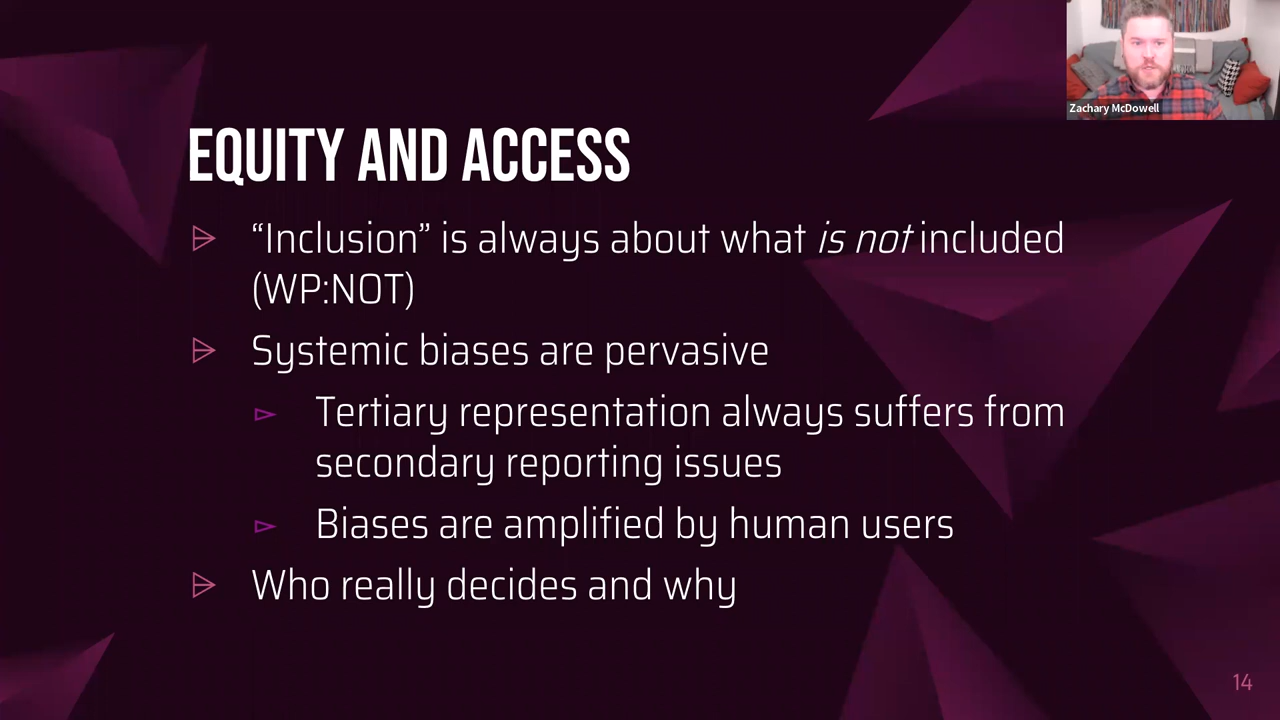 Zachary McDowell
EQUITY AND ACCESS
“Inclusion” is always about what is not included
(WP:NOT)
Systemic biases are pervasive
Tertiary representation always suffers from
secondary reporting issues
Biases are amplified by human users
Who really decides and why
14